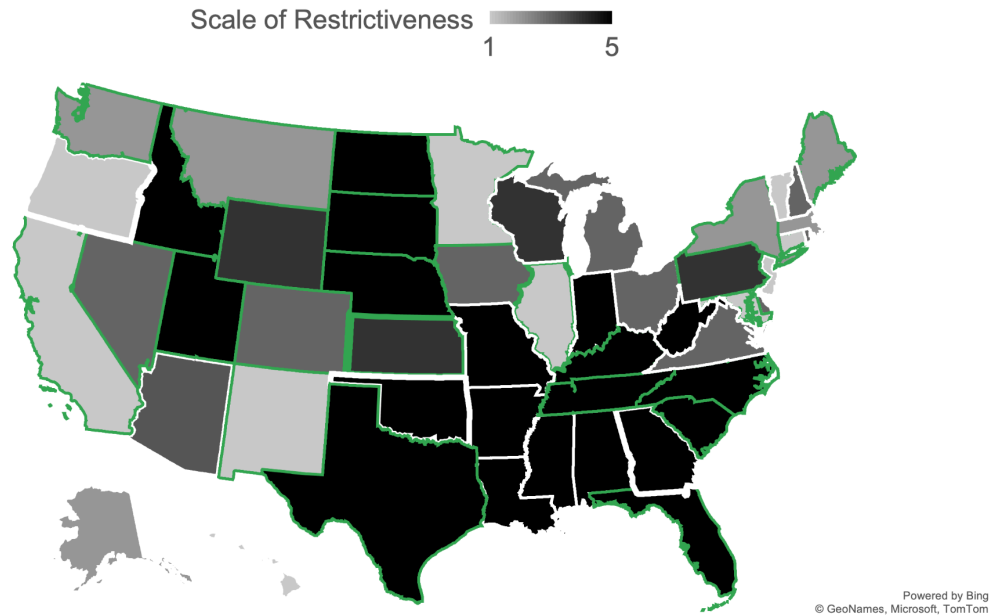 Scale of Restrictiveness
1 5
Powered by Bing
© GeoNames, Microsoft, TomTom